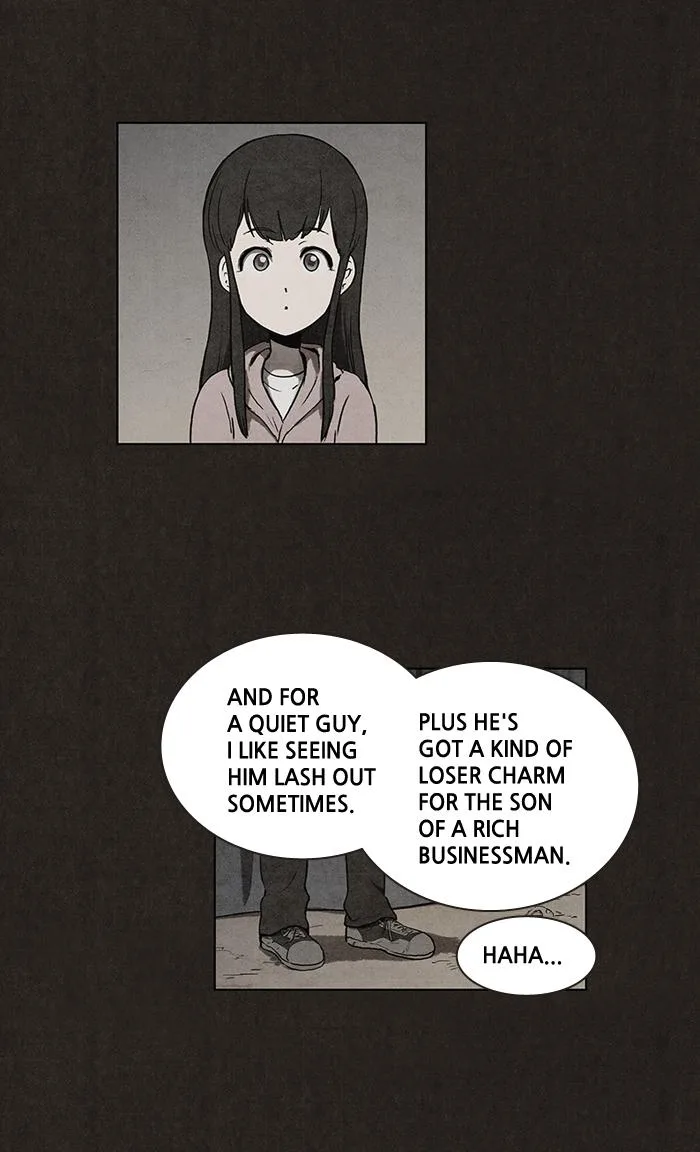 AND FOR
A QUIET GUY,
I LIKE SEEING
HIM LASH OUT
SOMETIMES.
PLUS HE'S
GOT A KIND OF
LOSER CHARM
FOR THE SON
OF A RICH
BUSINESSMAN.
HAHA...